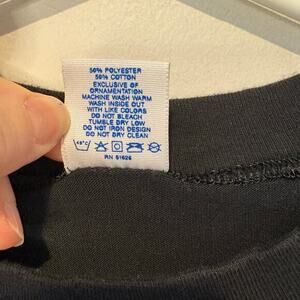 50% POLYESTER
50% COTTON
EXCLUSIVE OF
ORNAMENTATION
MACHINE WASH WARM
WASH INSIDE OUT
WITH LIKE COLORS
DO NOT BLEACH
TUMBLE DRY LOW
DO NOT IRON DESIGN
DO NOT DRY CLEAN
40°C
RN 51626